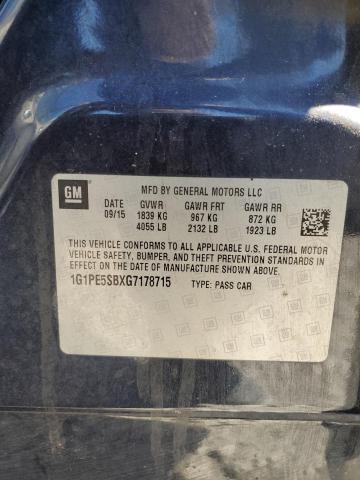 GM
MFD BY GENERAL MOTORS LLC
DATE GVWR GAWR FRT GAWR RR
09/15 1839 KG 967 KG 872 KG
4055 LB 2132 LB 1923 LB
THIS VEHICLE CONFORMS TO ALL APPLICABLE U.S. FEDERAL MOTOR
VEHICLE SAFETY, BUMPER, AND THEFT PREVENTION STANDARDS IN
EFFECT ON THE DATE OF MANUFACTURE SHOWN ABOVE.
1G1PE5SBXG7178715 TYPE: PASS CAR